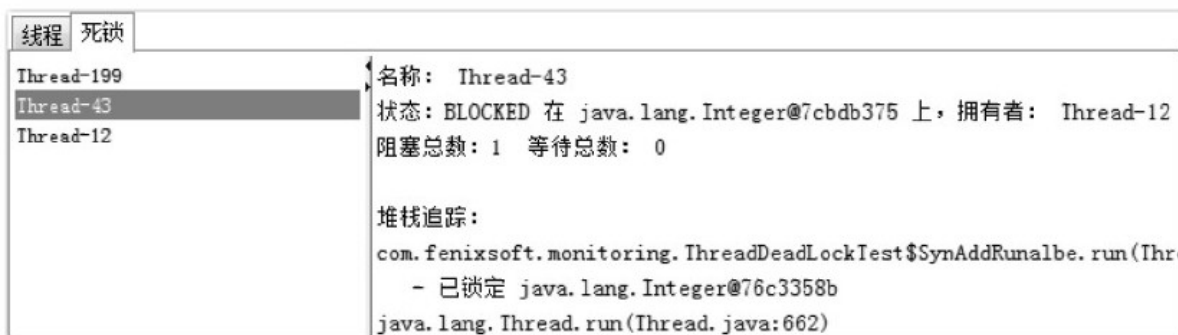 线程 死锁
Thread-199
Thread-43
Thread-12
名称： Thread-43
状态：BLOCKED 在 java.lang.Integer@7cbdb375 上，拥有者： Thread-12
阻塞总数：1 等待总数： 0
堆栈追踪：
com.fenixsoft.monitoring.ThreadDeadLockTest$SynAddRunalbe.run(Thr
- 已锁定 java.lang.Integer@76c3358b
java.lang.Thread.run(Thread.java:662)